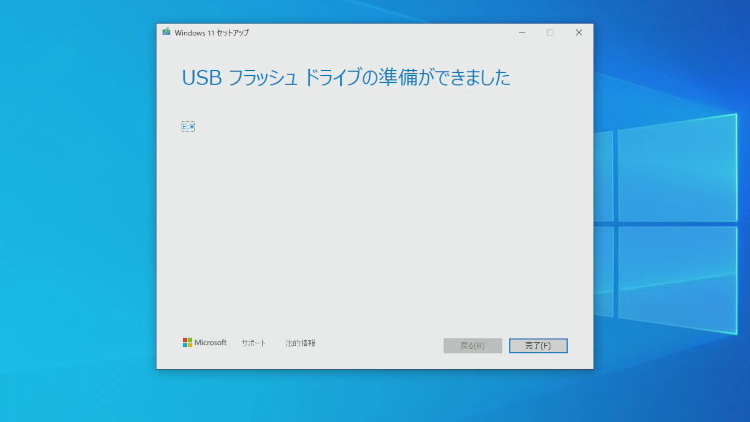 Windows 11 セットアップ
USB フラッシュ ドライブの準備ができました
E:¥
Microsoft
サポート
法的情報
戻る(B)
完了(F)